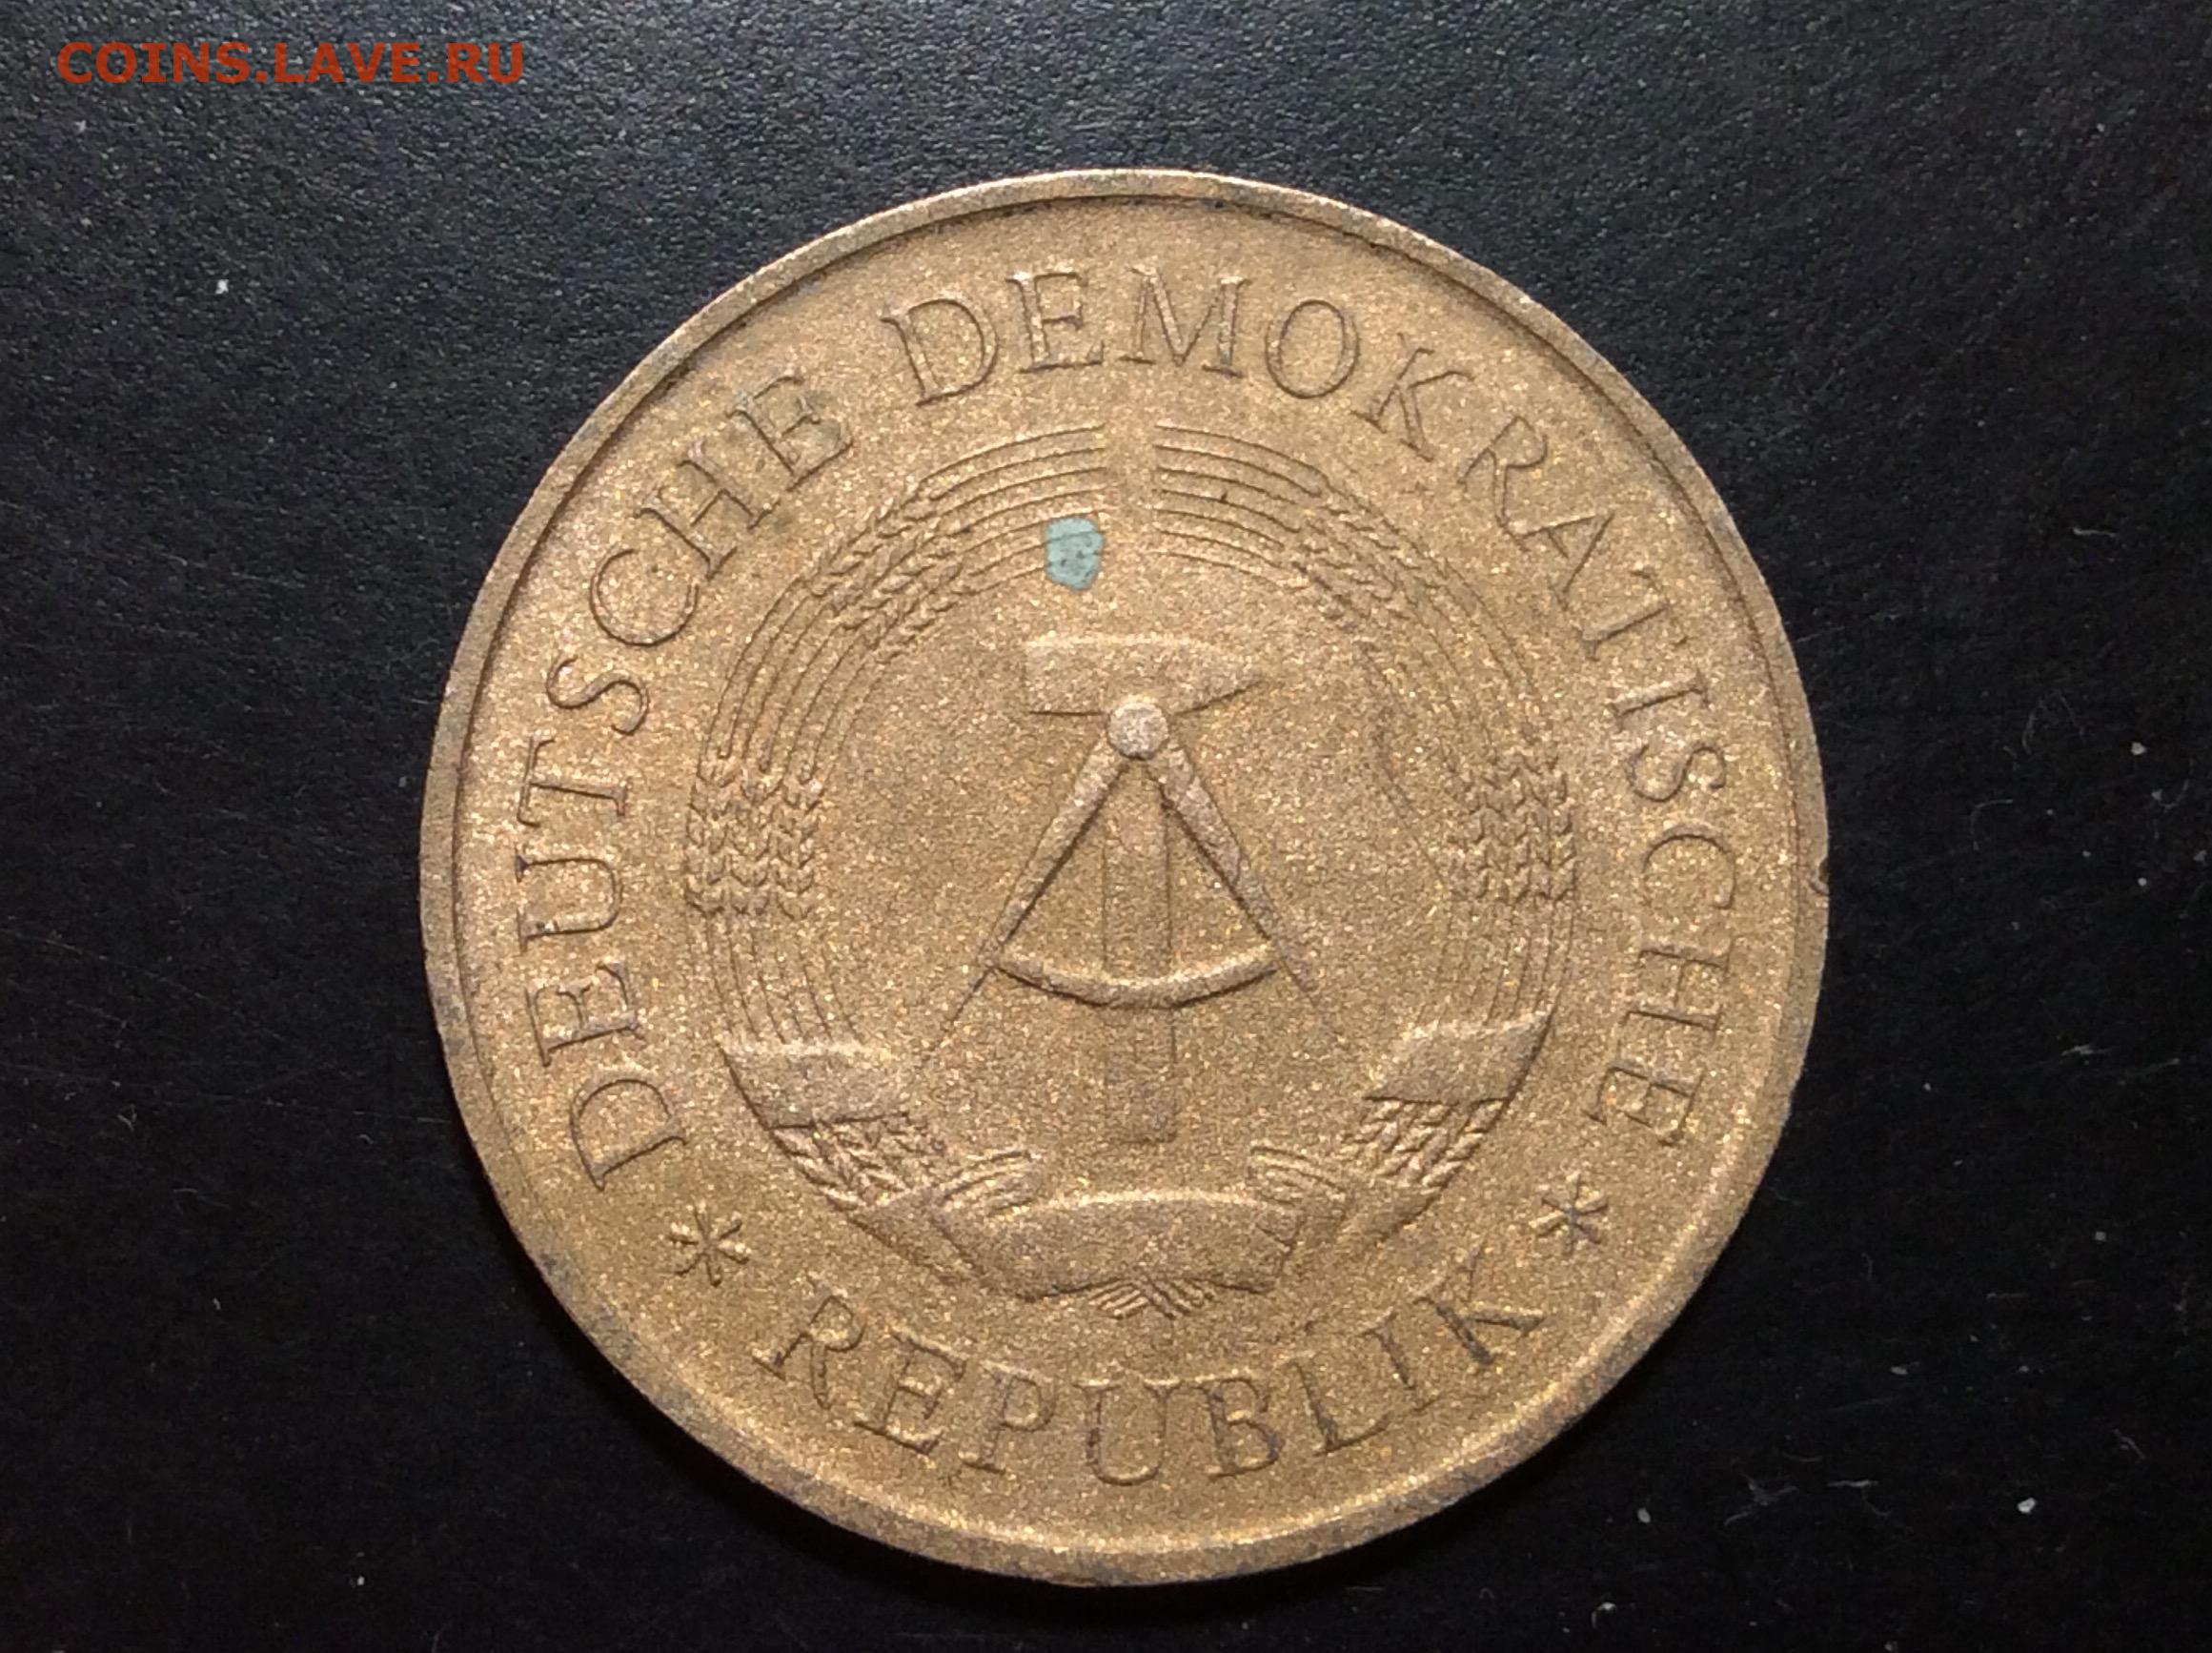 COINS.LAVE.RU
DEUTSCHE DEMOKRATISCHE
* REPUBLIK *